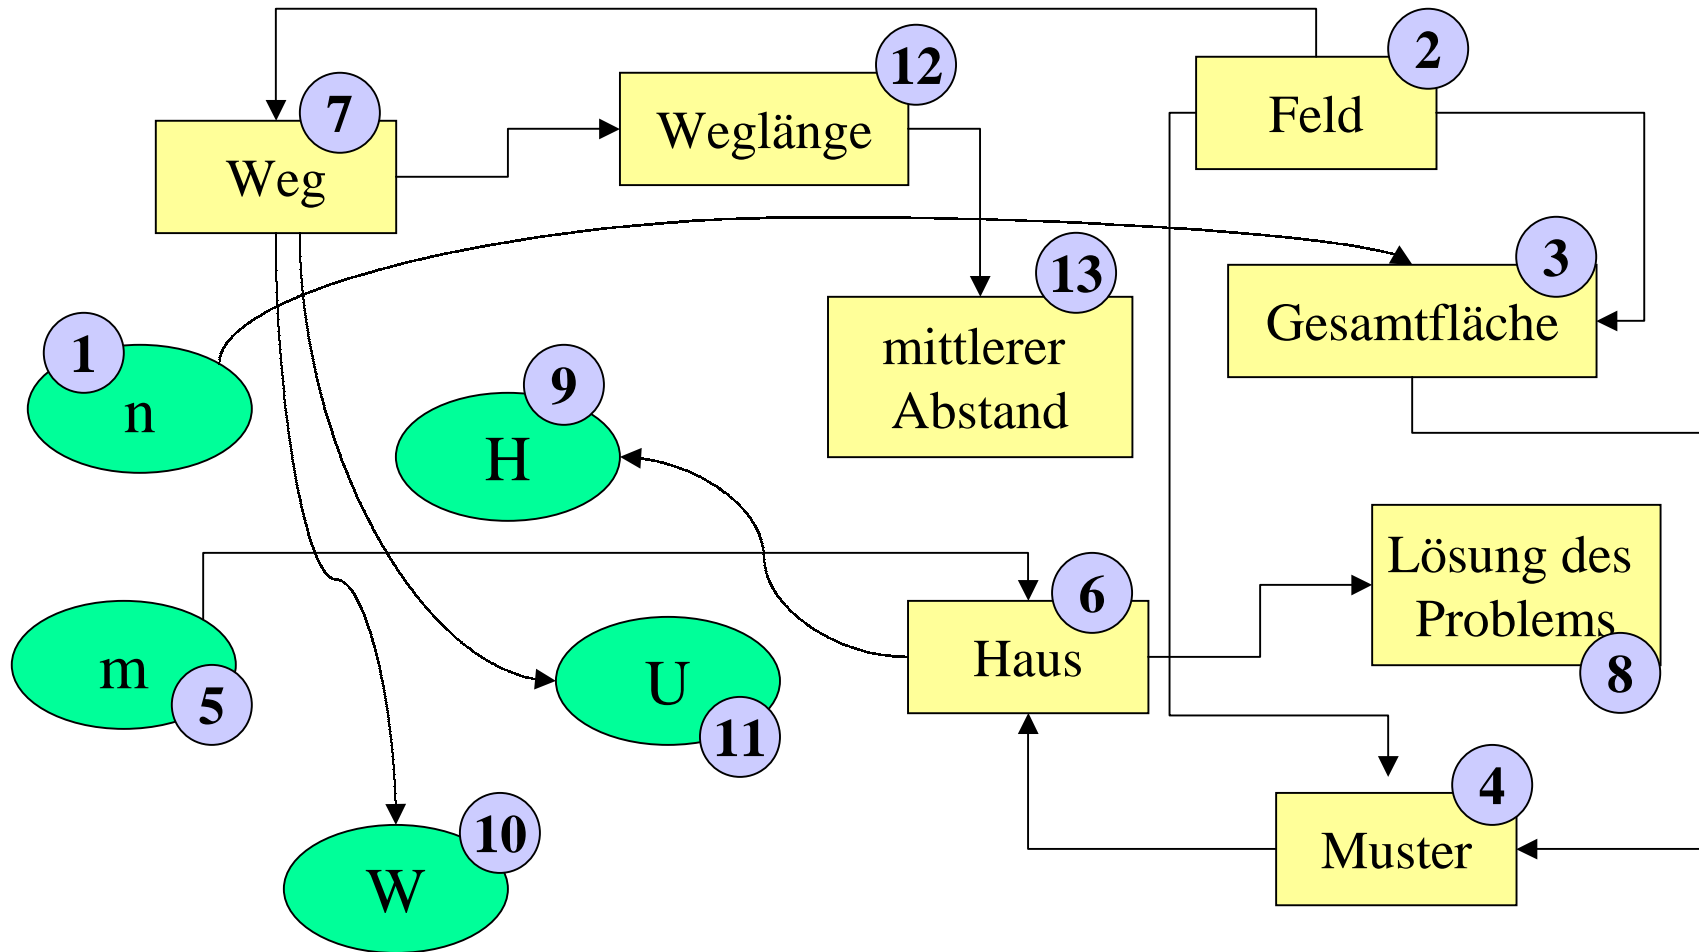 2
12
Feld
7
Weglänge
Weg
3
13
Gesamtfläche
1
mittlerer
Abstand
9
n
H
Lösung des
Problems
6
Haus
8
m
5
U
11
4
Muster
10
W